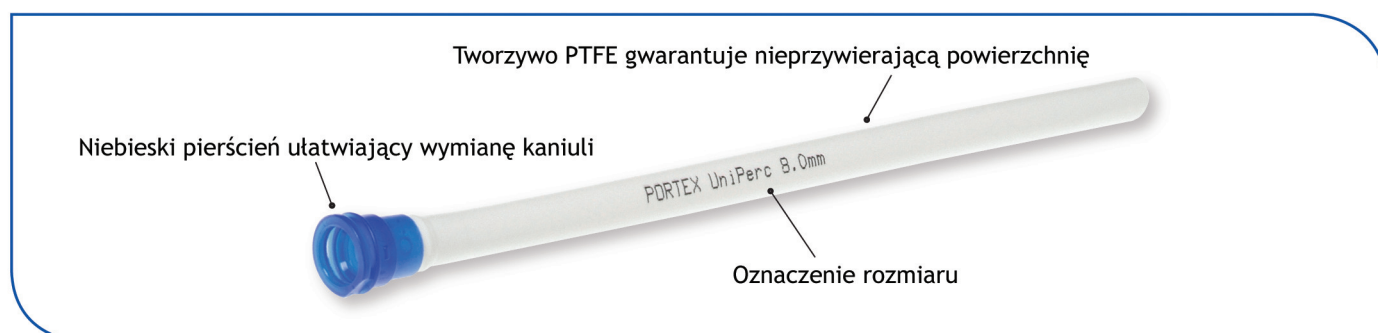 Tworzywo PTFE gwarantuje nieprzywierającą powierzchnię
Niebieski pierścień ułatwiający wymianę kaniuli
PORTEX UniPerc 8.0mm
Oznaczenie rozmiaru